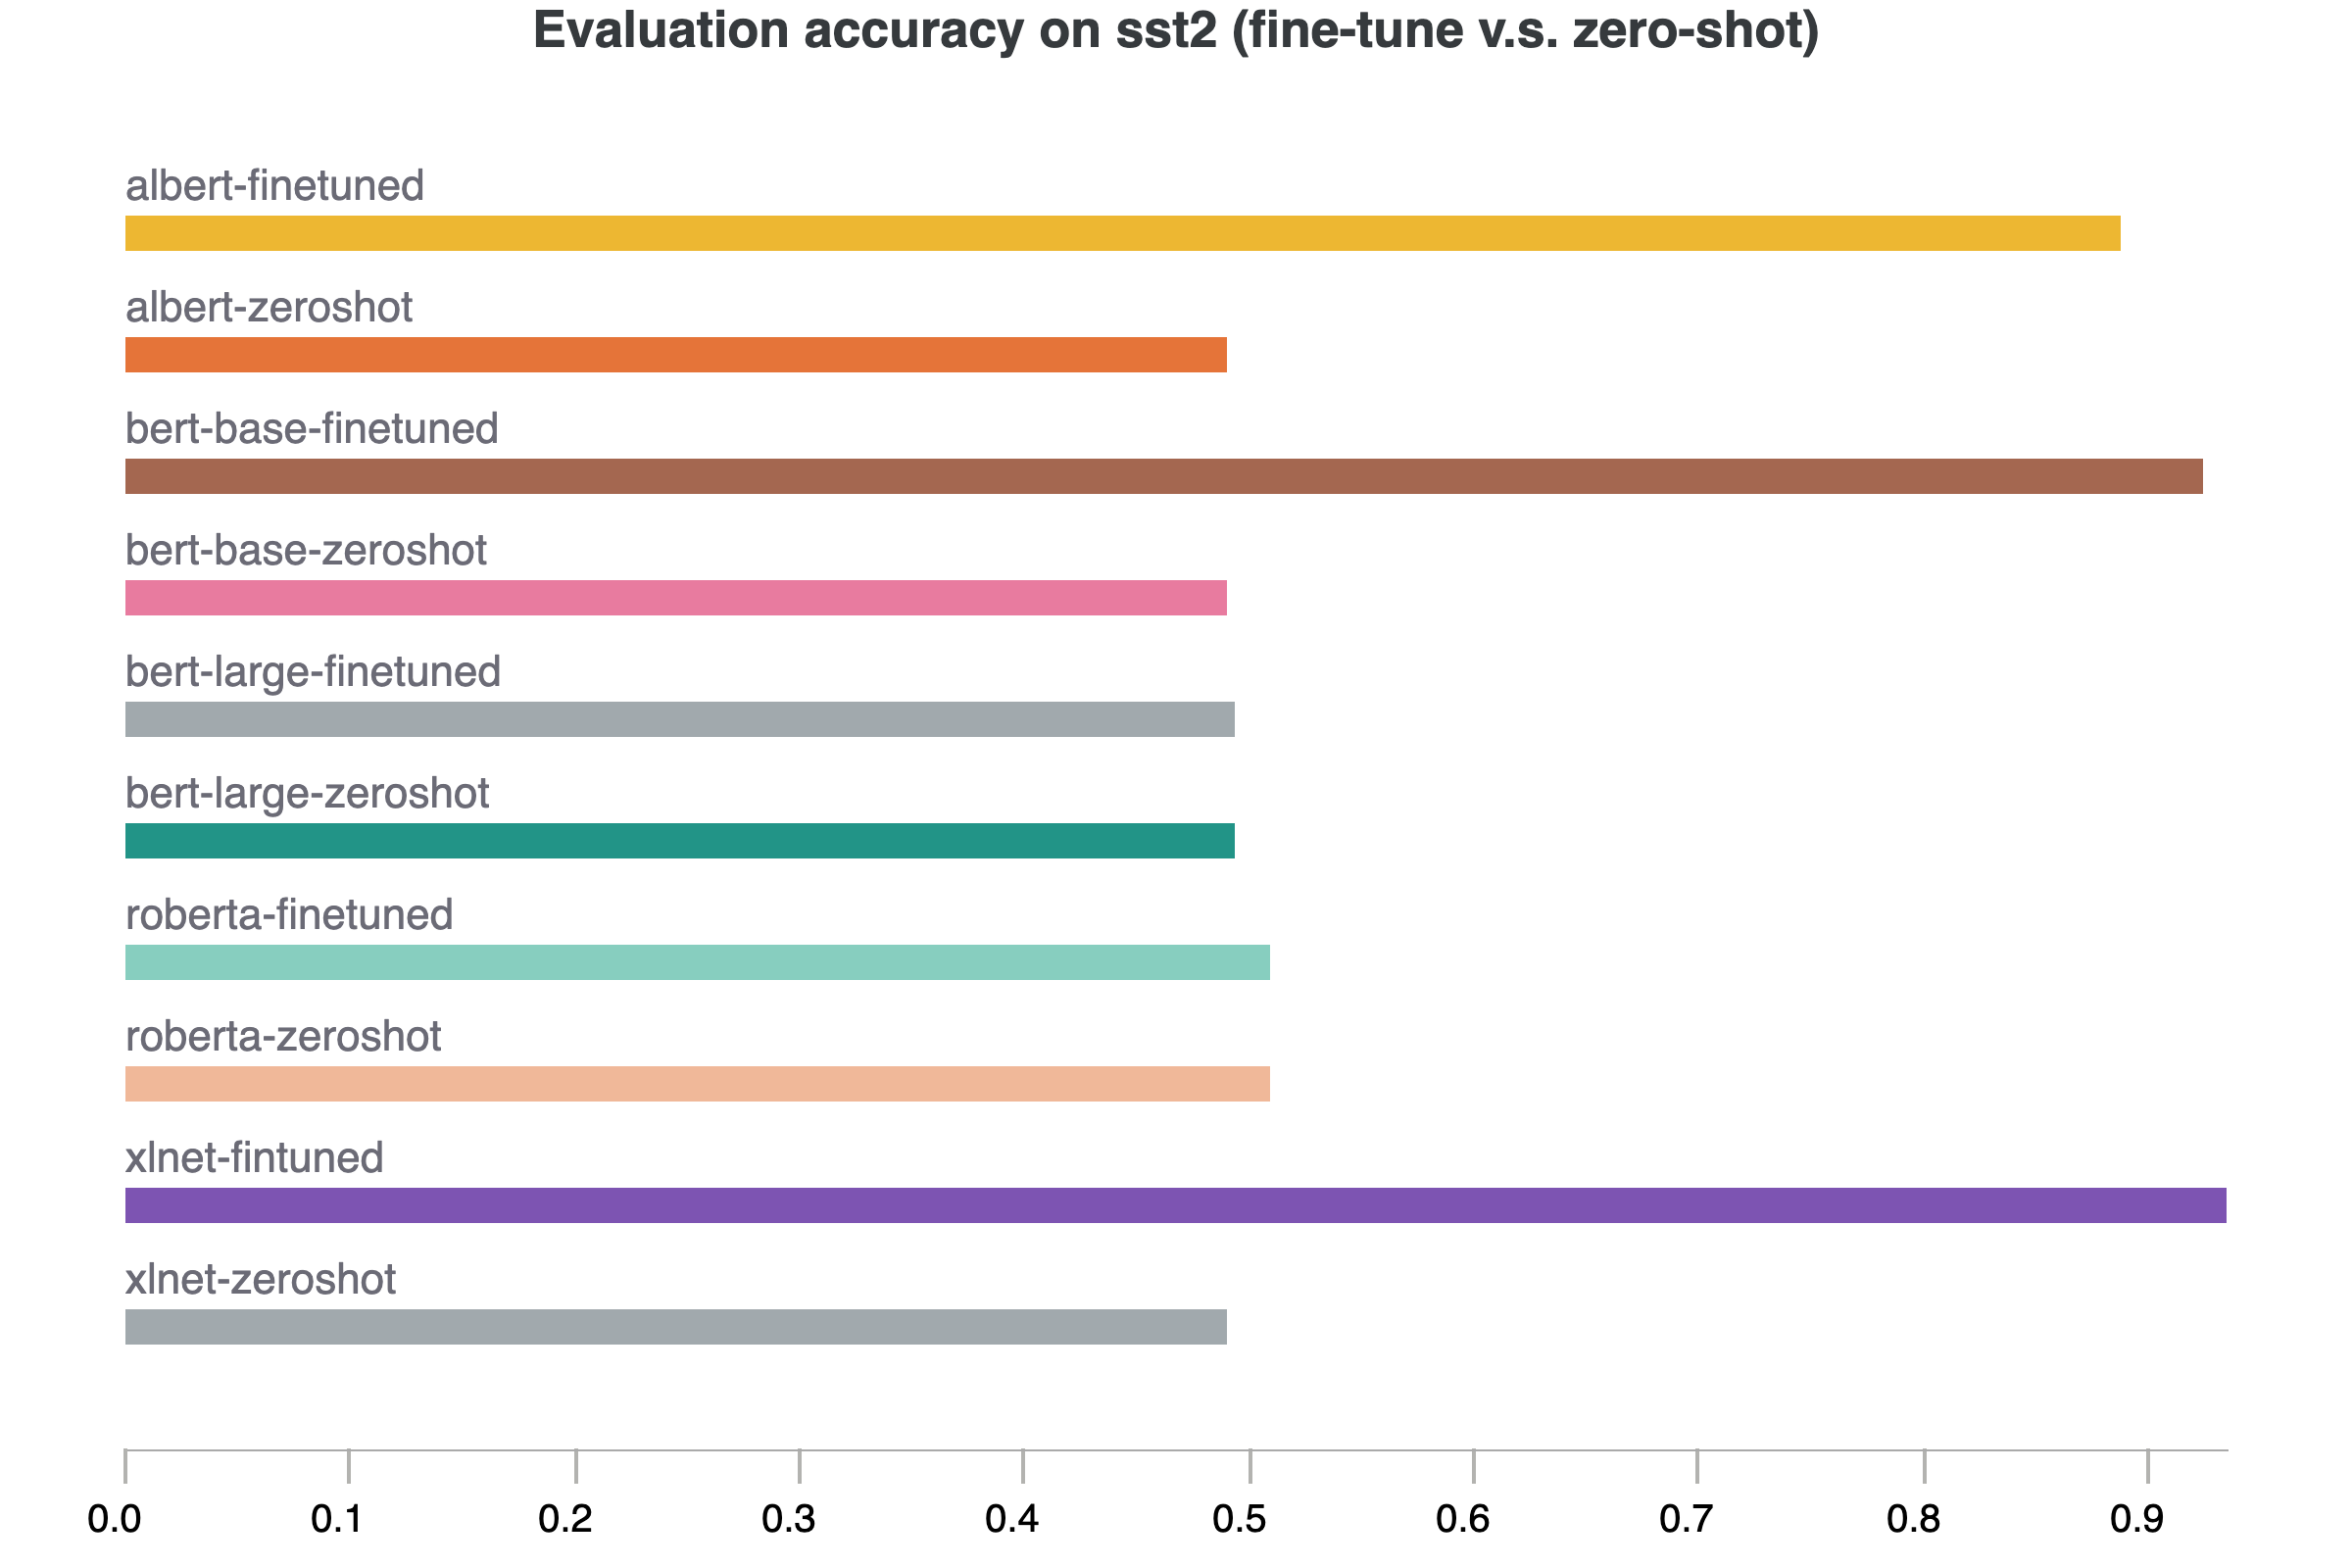 Evaluation accuracy on sst2 (fine-tune v.s. zero-shot)
albert-finetuned
albert-zeroshot
bert-base-finetuned
bert-base-zeroshot
bert-large-finetuned
bert-large-zeroshot
roberta-finetuned
roberta-zeroshot
xlnet-fintuned
xlnet-zeroshot
0.0 0.1 0.2 0.3 0.4 0.5 0.6 0.7 0.8 0.9